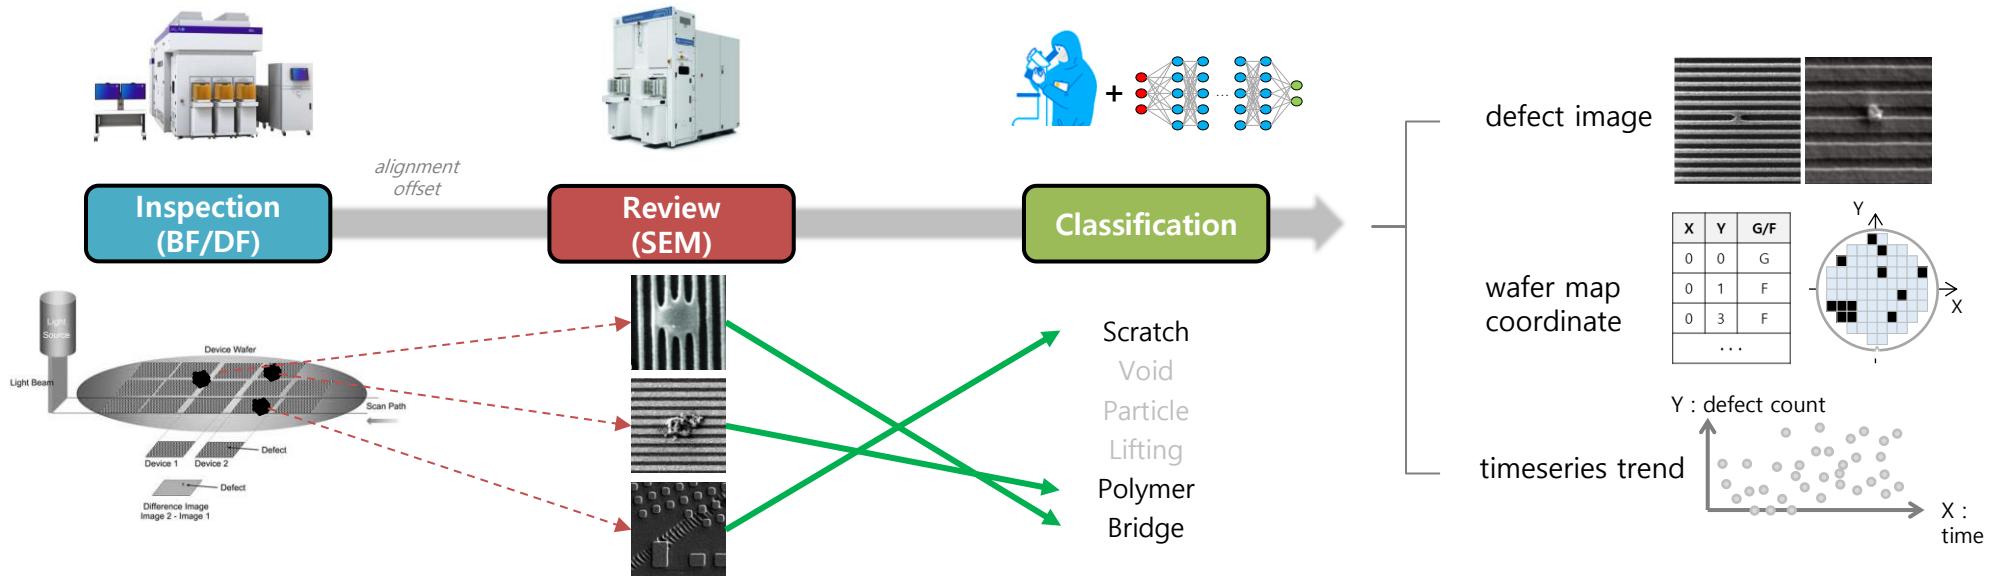 alignment
offset
Inspection
(BF/DF)
Review
(SEM)
Classification
+
...
Light
Source
Device Wafer
Light Beam
Scan Path
Defect
Device 1
Device 2
Defect
Difference Image
Image 2 - Image 1
Scratch
Void
Particle
Lifting
Polymer
Bridge
defect image
wafer map
coordinate
X Y G/F
0 0 G
0 1 F
0 3 F
...
Y
X
timeseries trend
Y : defect count
X :
time